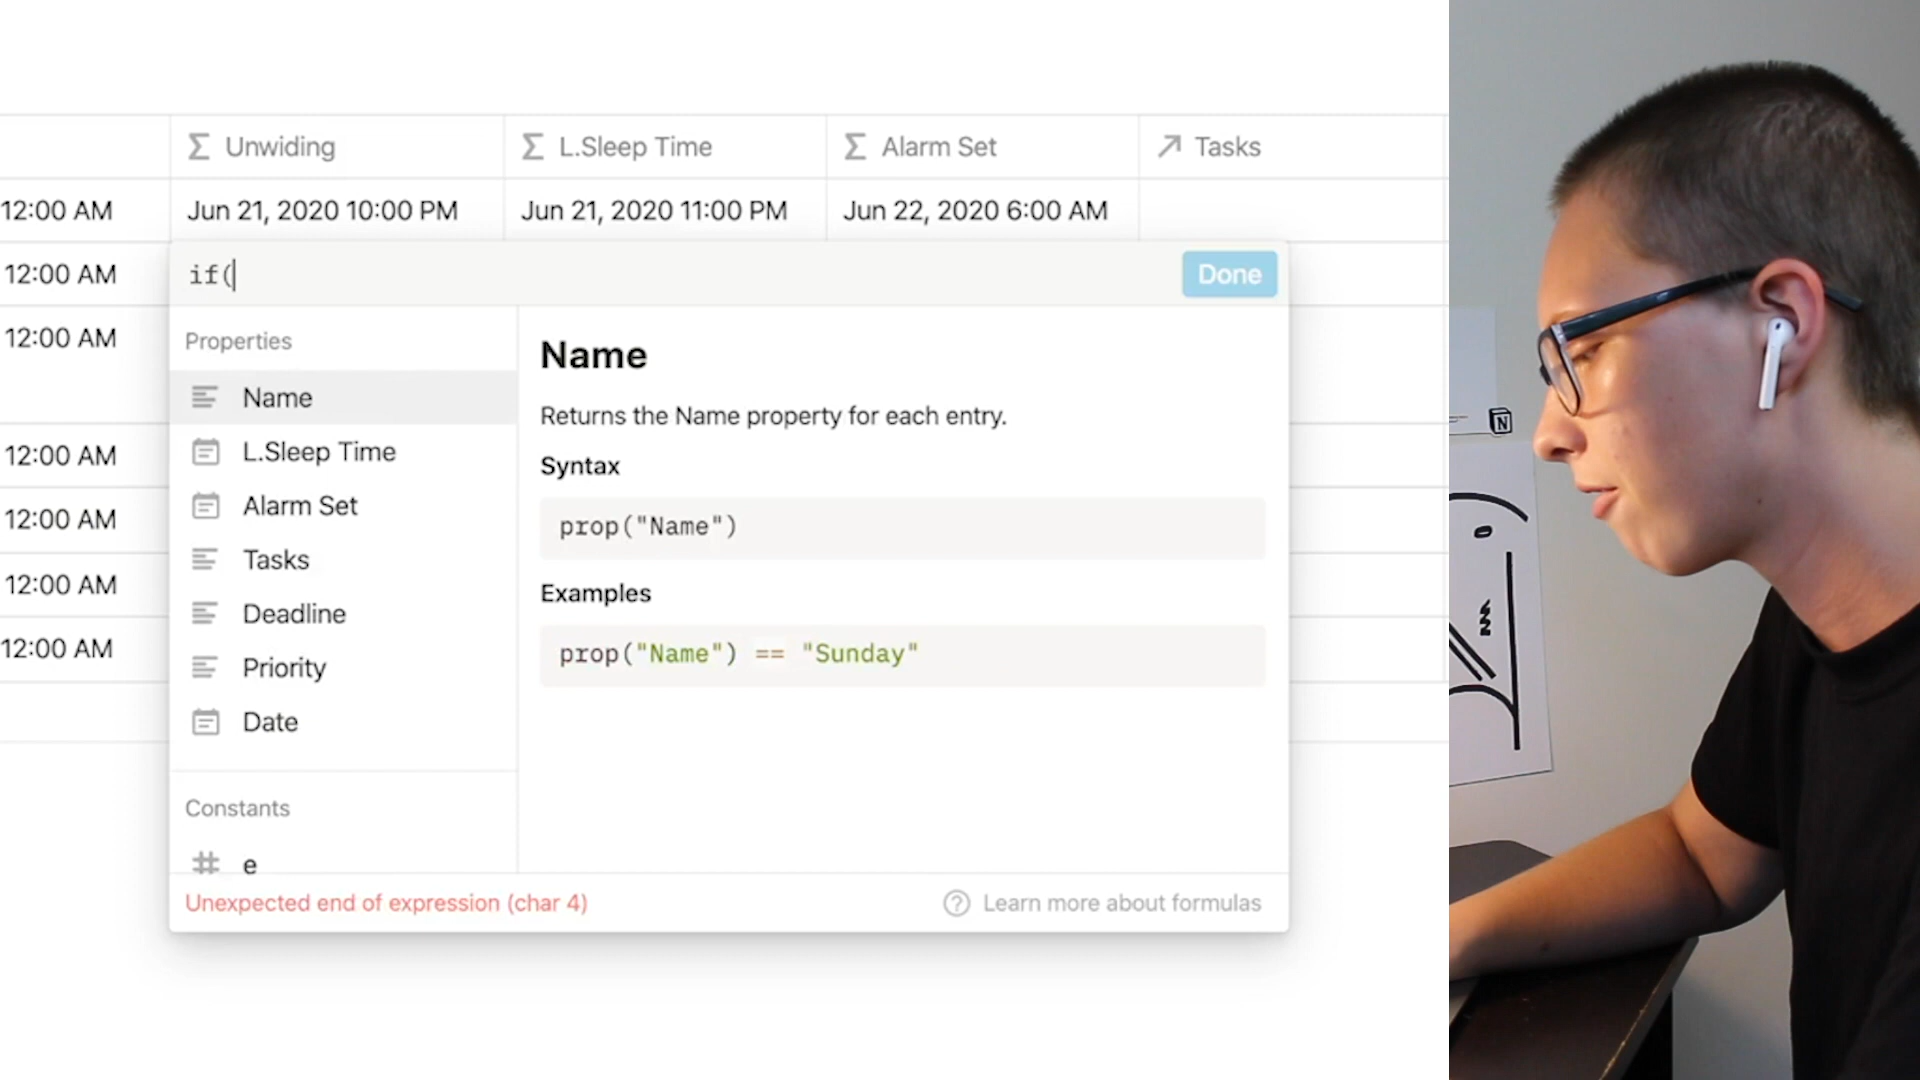 Unwiding
L.Sleep Time
Alarm Set
Tasks
12:00 AM
Jun 21, 2020 10:00 PM
Jun 21, 2020 11:00 PM
Jun 22, 2020 6:00 AM
12:00 AM
if(
Done
12:00 AM
Properties
Name
L.Sleep Time
Alarm Set
Tasks
Deadline
Priority
Date
Constants
e
Name
Returns the Name property for each entry.
Syntax
prop("Name")
Examples
prop("Name") == "Sunday"
12:00 AM
12:00 AM
12:00 AM
12:00 AM
Unexpected end of expression (char 4)
Learn more about formulas
N